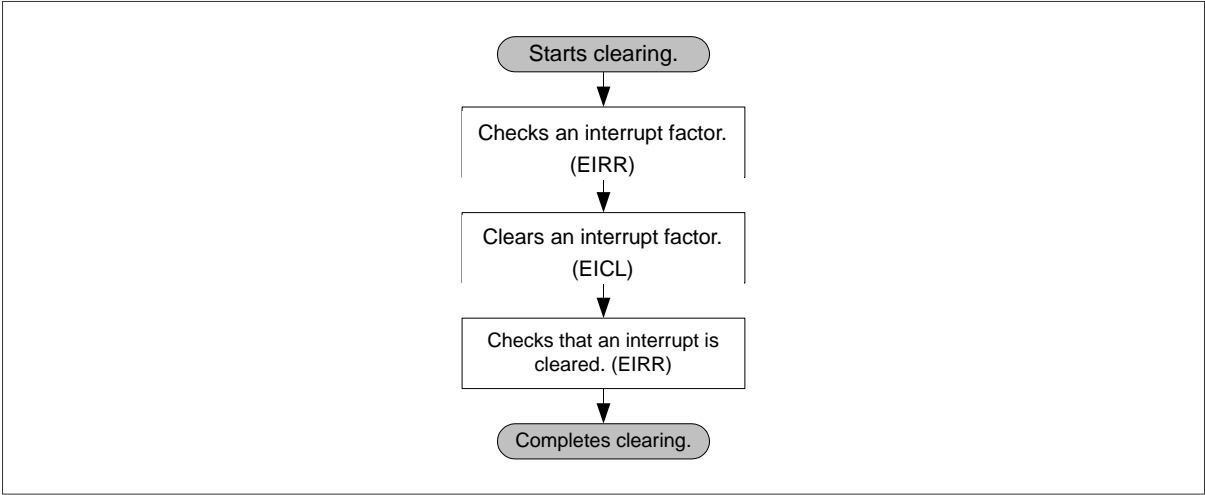 Starts clearing.
Checks an interrupt factor.
(EIRR)
Clears an interrupt factor.
(EICL)
Checks that an interrupt is
cleared. (EIRR)
Completes clearing.